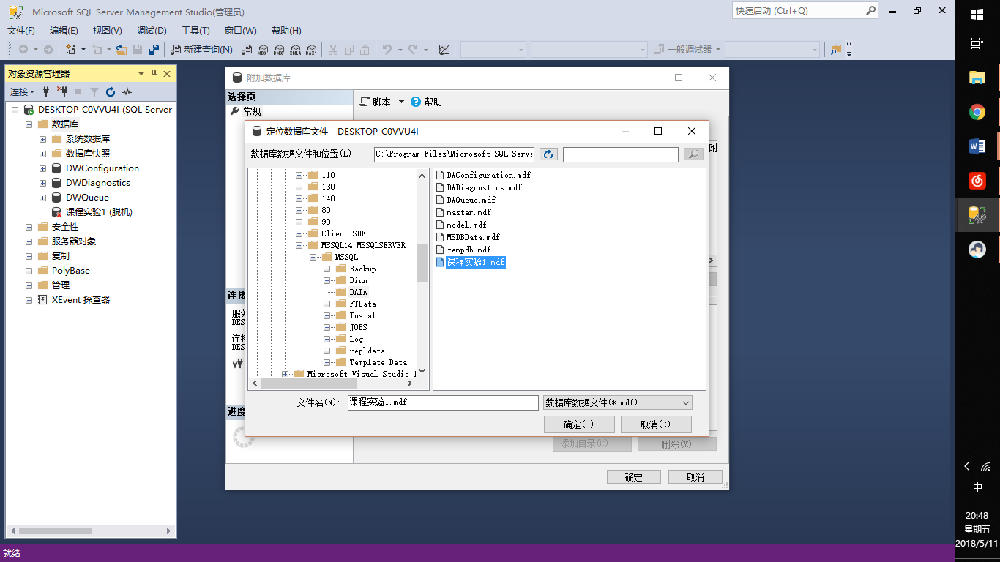 Microsoft SQL Server Management Studio(管理员)
快速启动 (Ctrl+Q)
文件(F) 编辑(E) 视图(V) 调试(D) 工具(T) 窗口(W) 帮助(H)
新建查询(N) MDX DMX XMLA DAX 一般调试器
对象资源管理器
连接
DESKTOP-C0VVU4I (SQL Server
数据库
系统数据库
数据库快照
DWConfiguration
DWDiagnostics
DWQueue
课程实验1 (脱机)
安全性
服务器对象
复制
PolyBase
管理
XEvent 探查器
附加数据库
选择页
常规
脚本 帮助
附
连接
服务
DES
连接
DES
进度
定位数据库文件 - DESKTOP-C0VVU4I
数据库数据文件和位置(L): C:\Program Files\Microsoft SQL Serve
110
130
140
80
90
Client SDK
MSSQL14.MSSQLSERVER
MSSQL
Backup
Binn
DATA
FTData
Install
JOBS
Log
repldata
Template Data
Microsoft Visual Studio 1
DWConfiguration.mdf
DWDiagnostics.mdf
DWQueue.mdf
master.mdf
model.mdf
MSDBData.mdf
tempdb.mdf
课程实验1.mdf
文件名(N): 课程实验1.mdf 数据库数据文件(*.mdf)
确定(O) 取消(C)
添加目录(C)... 删除(M)
确定 取消
就绪
中
20:48
星期五
2018/5/11